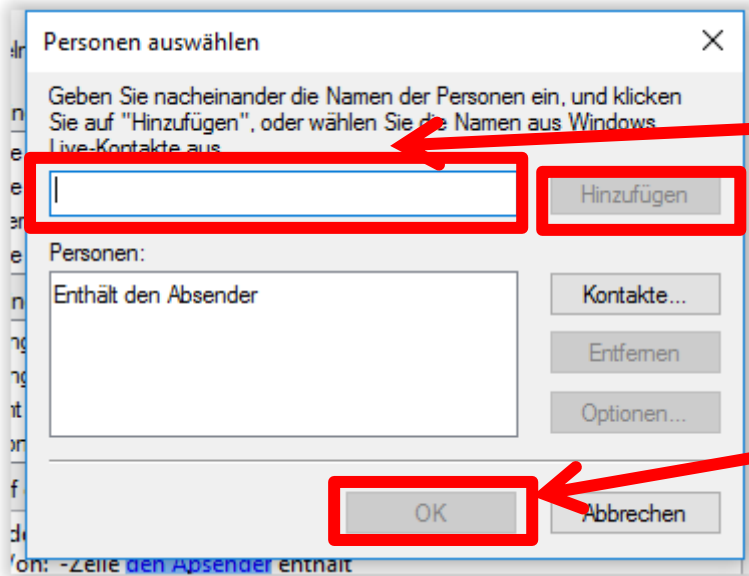 Personen auswählen
Geben Sie nacheinander die Namen der Personen ein, und klicken
Sie auf "Hinzufügen", oder wählen Sie die Namen aus Windows
Live-Kontakte aus
Hinzufügen
Personen:
Enthält den Absender
Kontakte...
Entfernen
Optionen...
OK
Abbrechen
-Zeile den Absender enthält